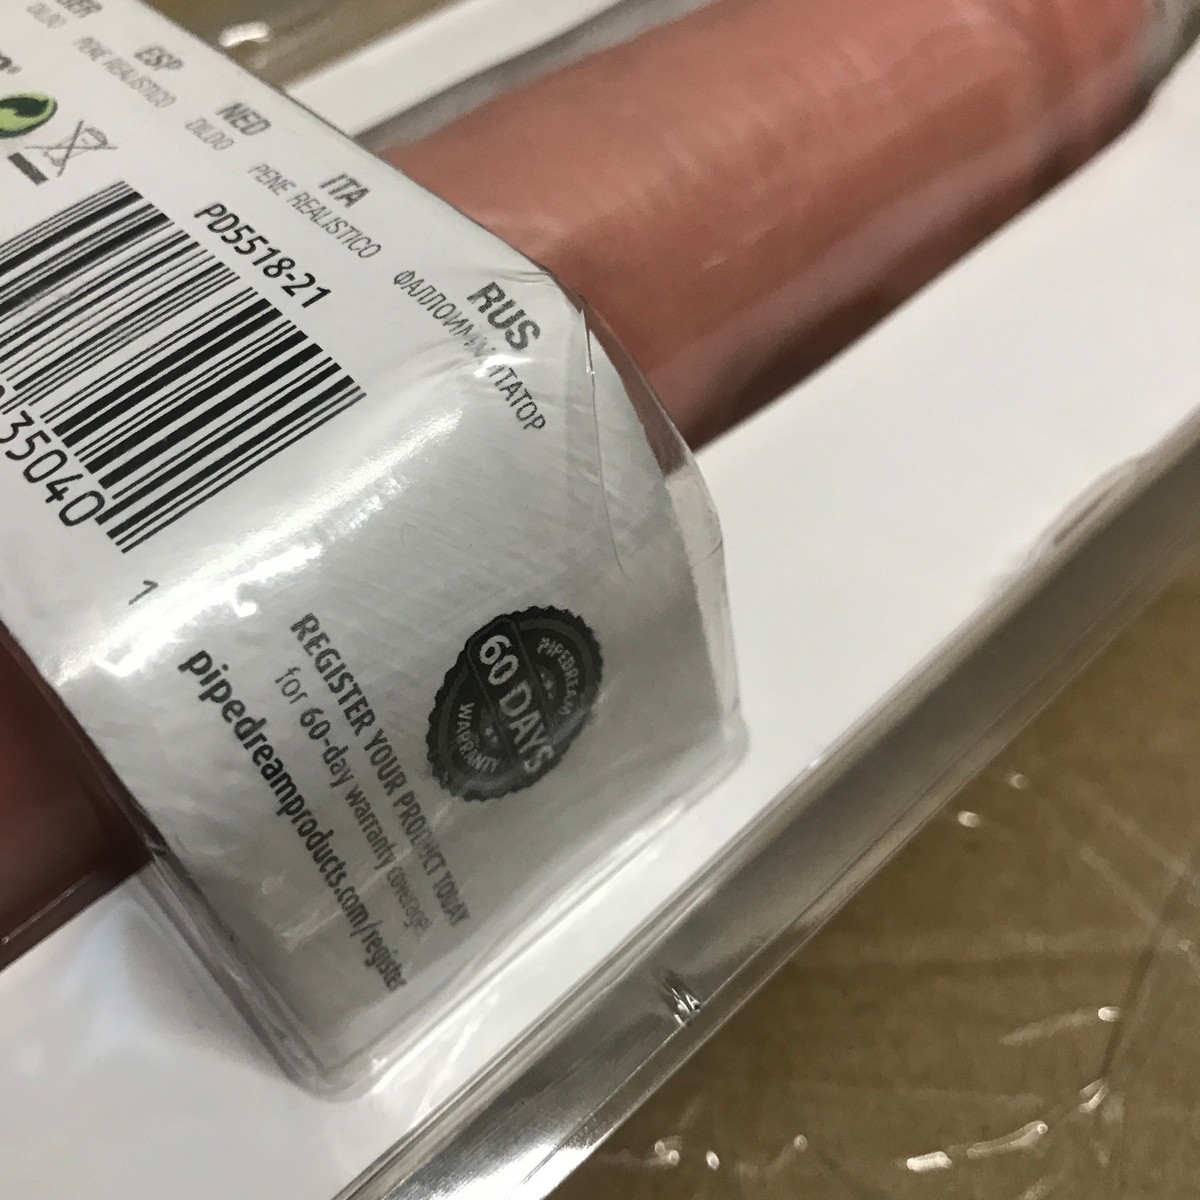 DILDO
ESP
PENE REALISTICO
NED
DILDO
ITA
PENE REALISTICO
RUS
PD5518-21
35040
1
60 DAYS
WARRANTY
REGISTER YOUR PRODUCT TODAY
for 60-day warranty coverage!
pipedreamproducts.com/register